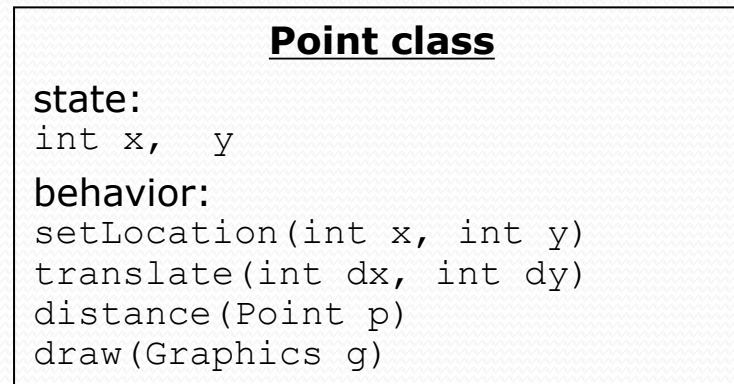 Point class
state:
int x,  y
behavior:
setLocation(int x, int y)
translate(int dx, int dy)
distance(Point p)
draw(Graphics g)